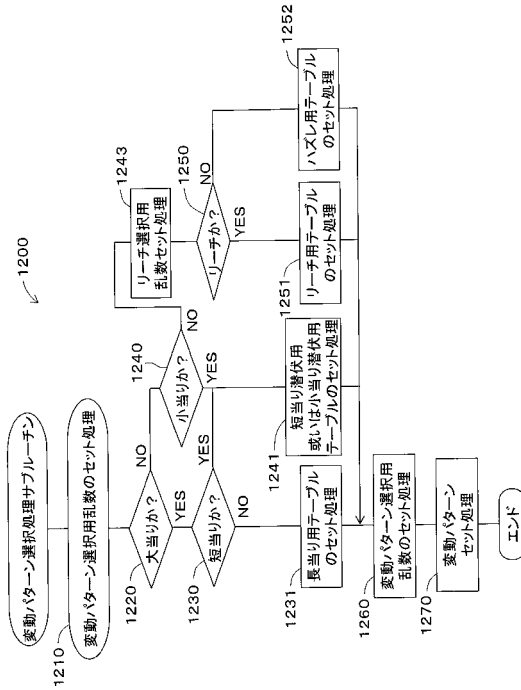 1200
変動パターン選択処理サブルーチン
1210
変動パターン選択用乱数のセット処理
1220
大当りか？
NO
YES
1230
短当りか？
YES
NO
1240
小当りか？
NO
YES
1243
リーチ選択用
乱数セット処理
1250
リーチか？
NO
YES
1231
長当り用テーブル
のセット処理
1241
短当り潜伏用
或いは小当り潜伏用
テーブルのセット処理
1251
リーチ用テーブル
のセット処理
1252
ハズレ用テーブル
のセット処理
1260
変動パターン選択用
乱数のセット処理
1270
変動パターン
セット処理
エンド